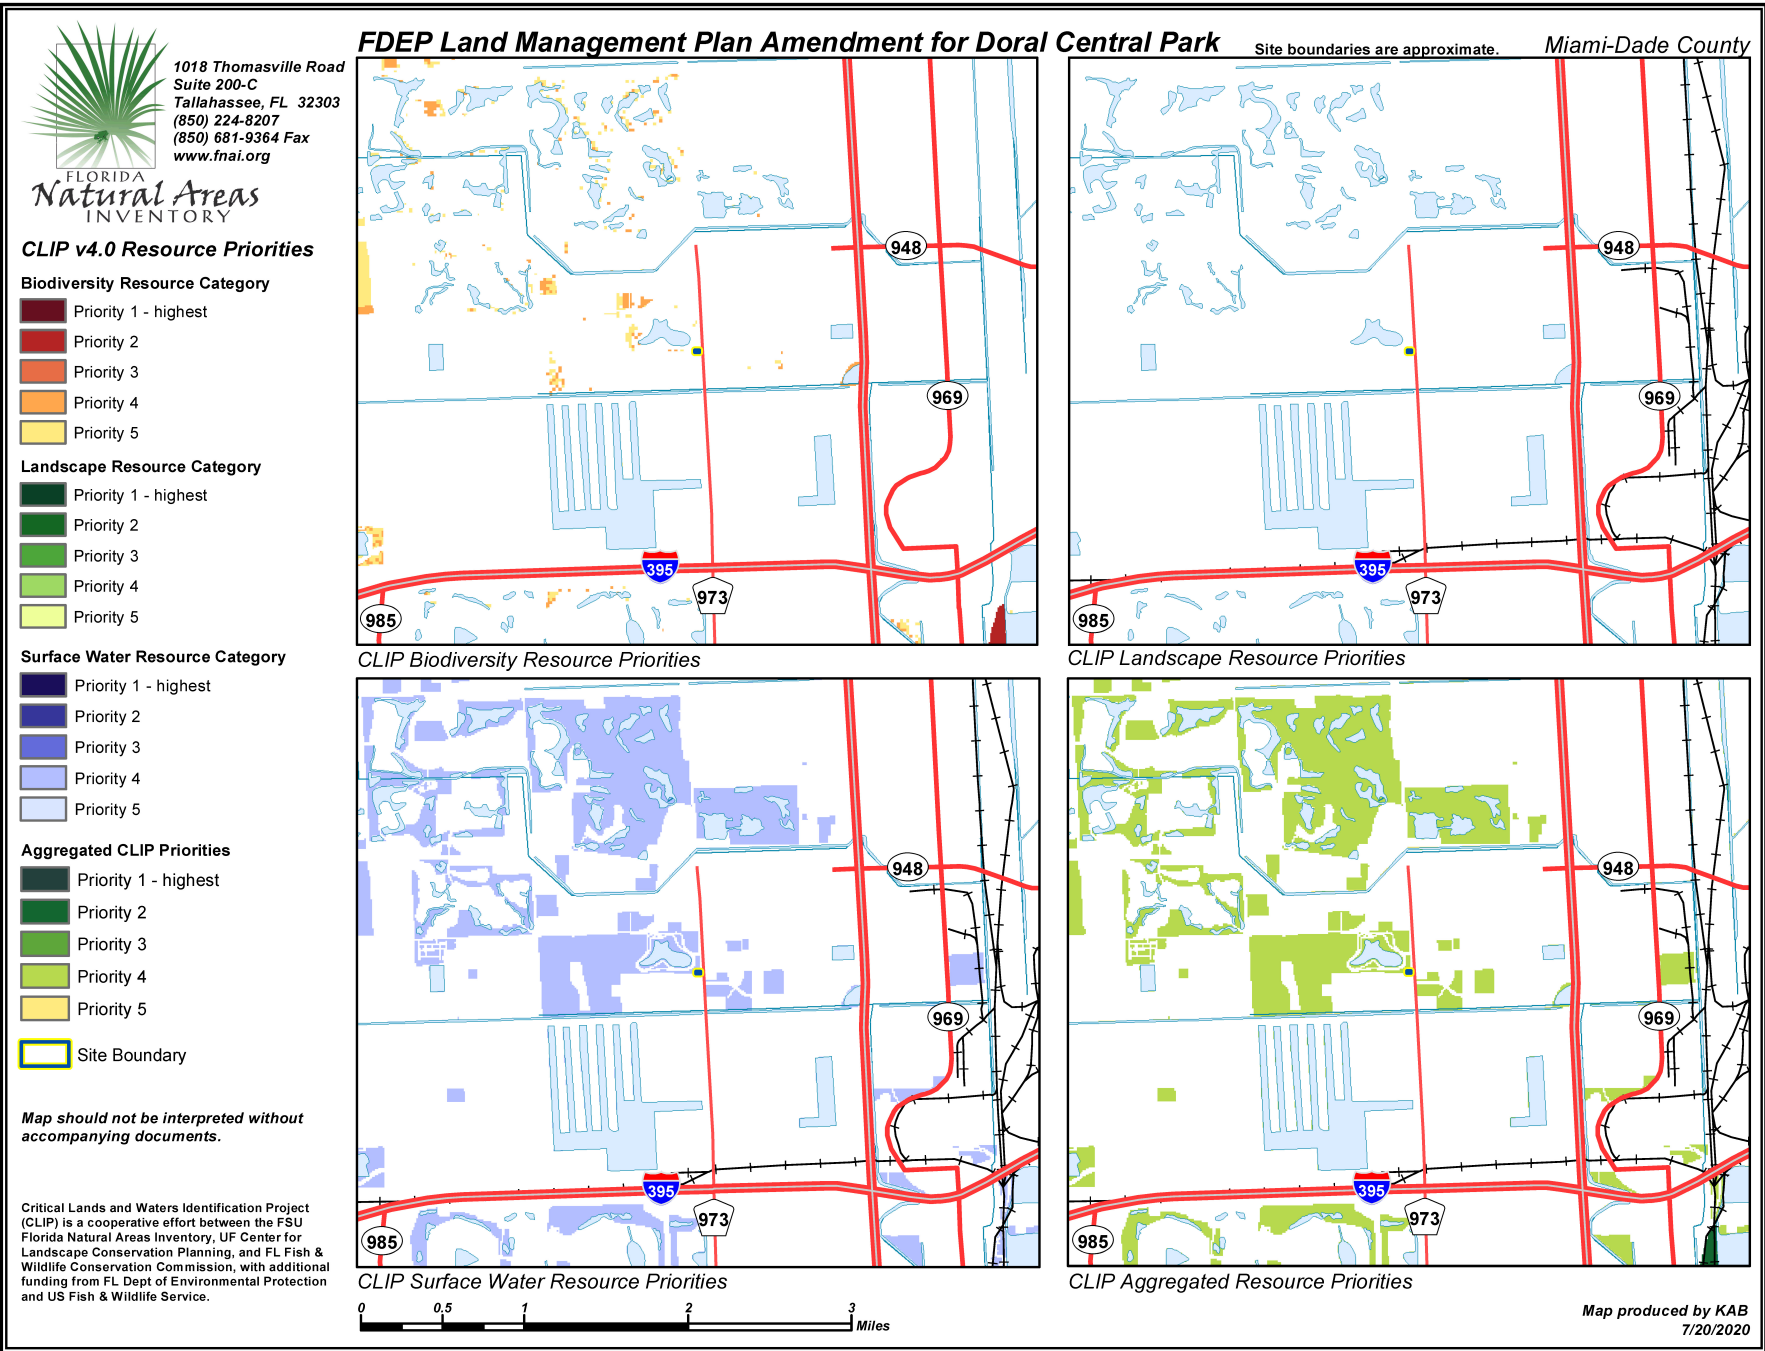 FDEP Land Management Plan Amendment for Doral Central Park
Site boundaries are approximate.
Miami-Dade County
1018 Thomasville Road
Suite 200-C
Tallahassee, FL 32303
(850) 224-8207
(850) 681-9364 Fax
www.fnai.org
FLORIDA
Natural Areas
INVENTORY
CLIP v4.0 Resource Priorities
Biodiversity Resource Category
Priority 1 - highest
Priority 2
Priority 3
Priority 4
Priority 5
Landscape Resource Category
Priority 1 - highest
Priority 2
Priority 3
Priority 4
Priority 5
Surface Water Resource Category
Priority 1 - highest
Priority 2
Priority 3
Priority 4
Priority 5
Aggregated CLIP Priorities
Priority 1 - highest
Priority 2
Priority 3
Priority 4
Priority 5
Site Boundary
Map should not be interpreted without
accompanying documents.
Critical Lands and Waters Identification Project
(CLIP) is a cooperative effort between the FSU
Florida Natural Areas Inventory, UF Center for
Landscape Conservation Planning, and FL Fish &
Wildlife Conservation Commission, with additional
funding from FL Dept of Environmental Protection
and US Fish & Wildlife Service.
948
969
395
973
985
CLIP Biodiversity Resource Priorities
948
969
395
973
985
CLIP Landscape Resource Priorities
948
969
395
973
985
CLIP Surface Water Resource Priorities
948
969
395
973
985
CLIP Aggregated Resource Priorities
0 0.5 1 2 3
Miles
Map produced by KAB
7/20/2020